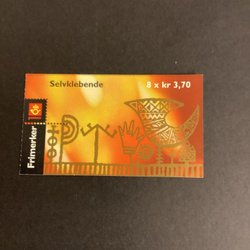 Selvklebende
8 x kr 3,70
Frimerker